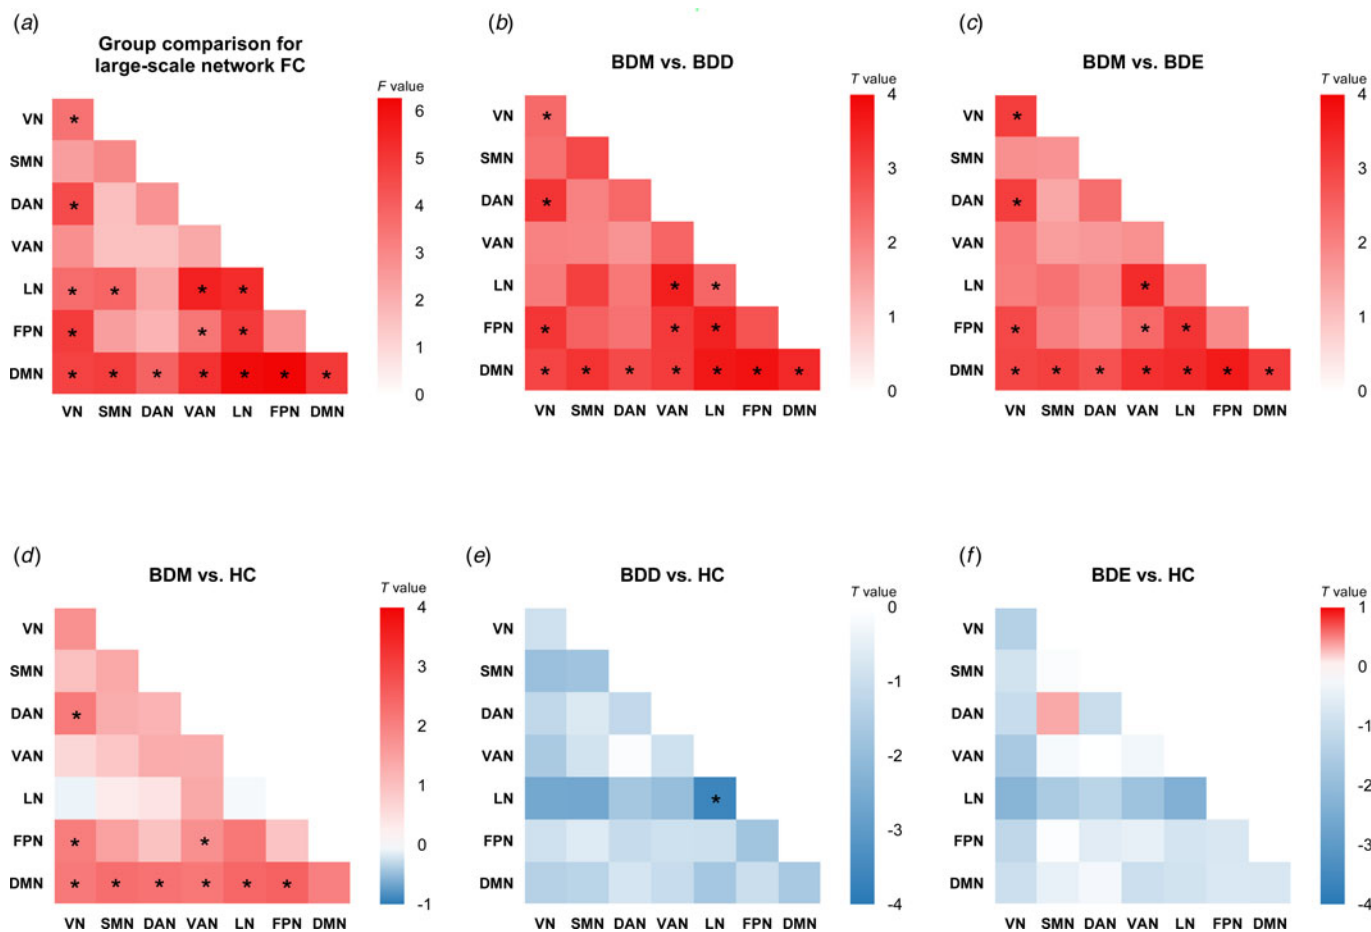 (a)
Group comparison for
large-scale network FC
F value
6
5
4
3
2
1
0
VN
*
SMN
DAN
*
VAN
LN
* * * *
FPN
* * *
DMN
* * * * * * *
VN SMN DAN VAN LN FPN DMN
(b)
BDM vs. BDD
T value
4
3
2
1
0
VN
*
SMN
DAN
*
VAN
LN
* *
FPN
* * *
DMN
* * * * * * *
VN SMN DAN VAN LN FPN DMN
(c)
BDM vs. BDE
T value
4
3
2
1
0
VN
*
SMN
DAN
*
VAN
LN
*
FPN
* * *
DMN
* * * * * * *
VN SMN DAN VAN LN FPN DMN
(d)
BDM vs. HC
T value
4
3
2
1
0
-1
VN
SMN
DAN
*
VAN
LN
FPN
* *
DMN
* * * * * *
VN SMN DAN VAN LN FPN DMN
(e)
BDD vs. HC
T value
0
-1
-2
-3
-4
VN
SMN
DAN
VAN
LN
*
FPN
DMN
VN SMN DAN VAN LN FPN DMN
(f)
BDE vs. HC
T value
1
0
-1
-2
-3
-4
VN
SMN
DAN
VAN
LN
FPN
DMN
VN SMN DAN VAN LN FPN DMN